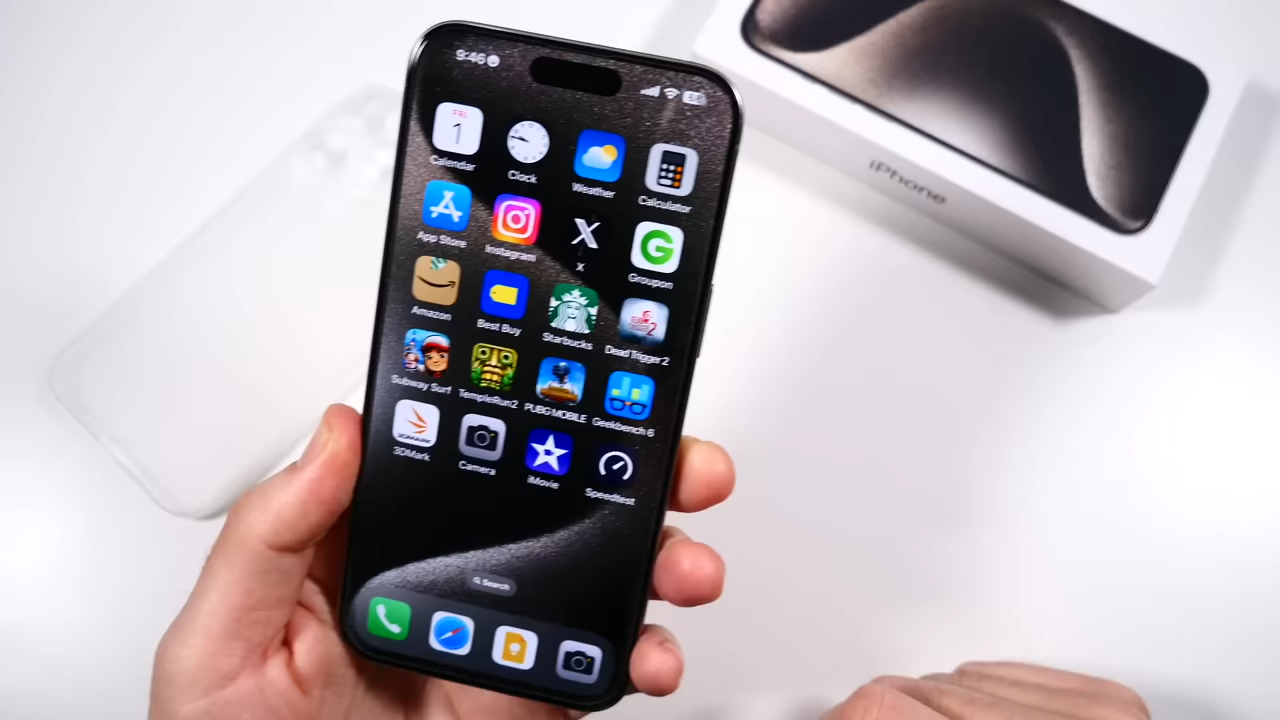 9:46
FRI
1
Calendar
Clock
Weather
Calculator
App Store
Instagram
X
Groupon
Amazon
Best Buy
Starbucks
Dead Trigger 2
Subway Surf
TempleRun2
PUBG MOBILE
Geekbench 6
3DMARK
3DMark
Camera
iMovie
Speedtest
Search
iPhone